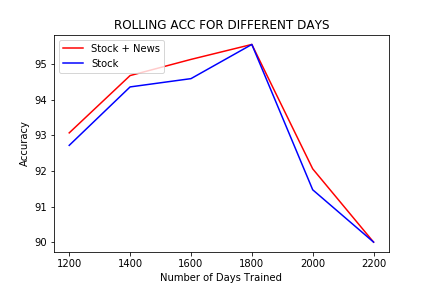 ROLLING ACC FOR DIFFERENT DAYS
Stock + News
Stock
Accuracy
95
94
93
92
91
90
1200 1400 1600 1800 2000 2200
Number of Days Trained